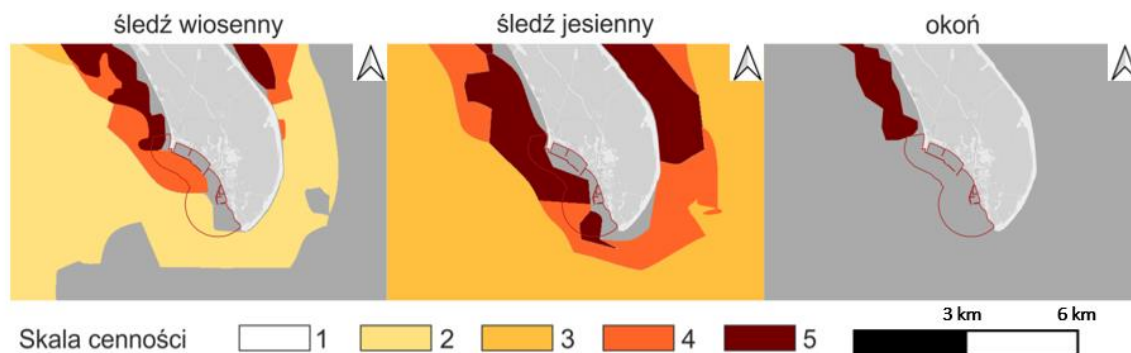 śledź wiosenny śledź jesienny okoń
3 km 6 km
Skala cenności 1 2 3 4 5